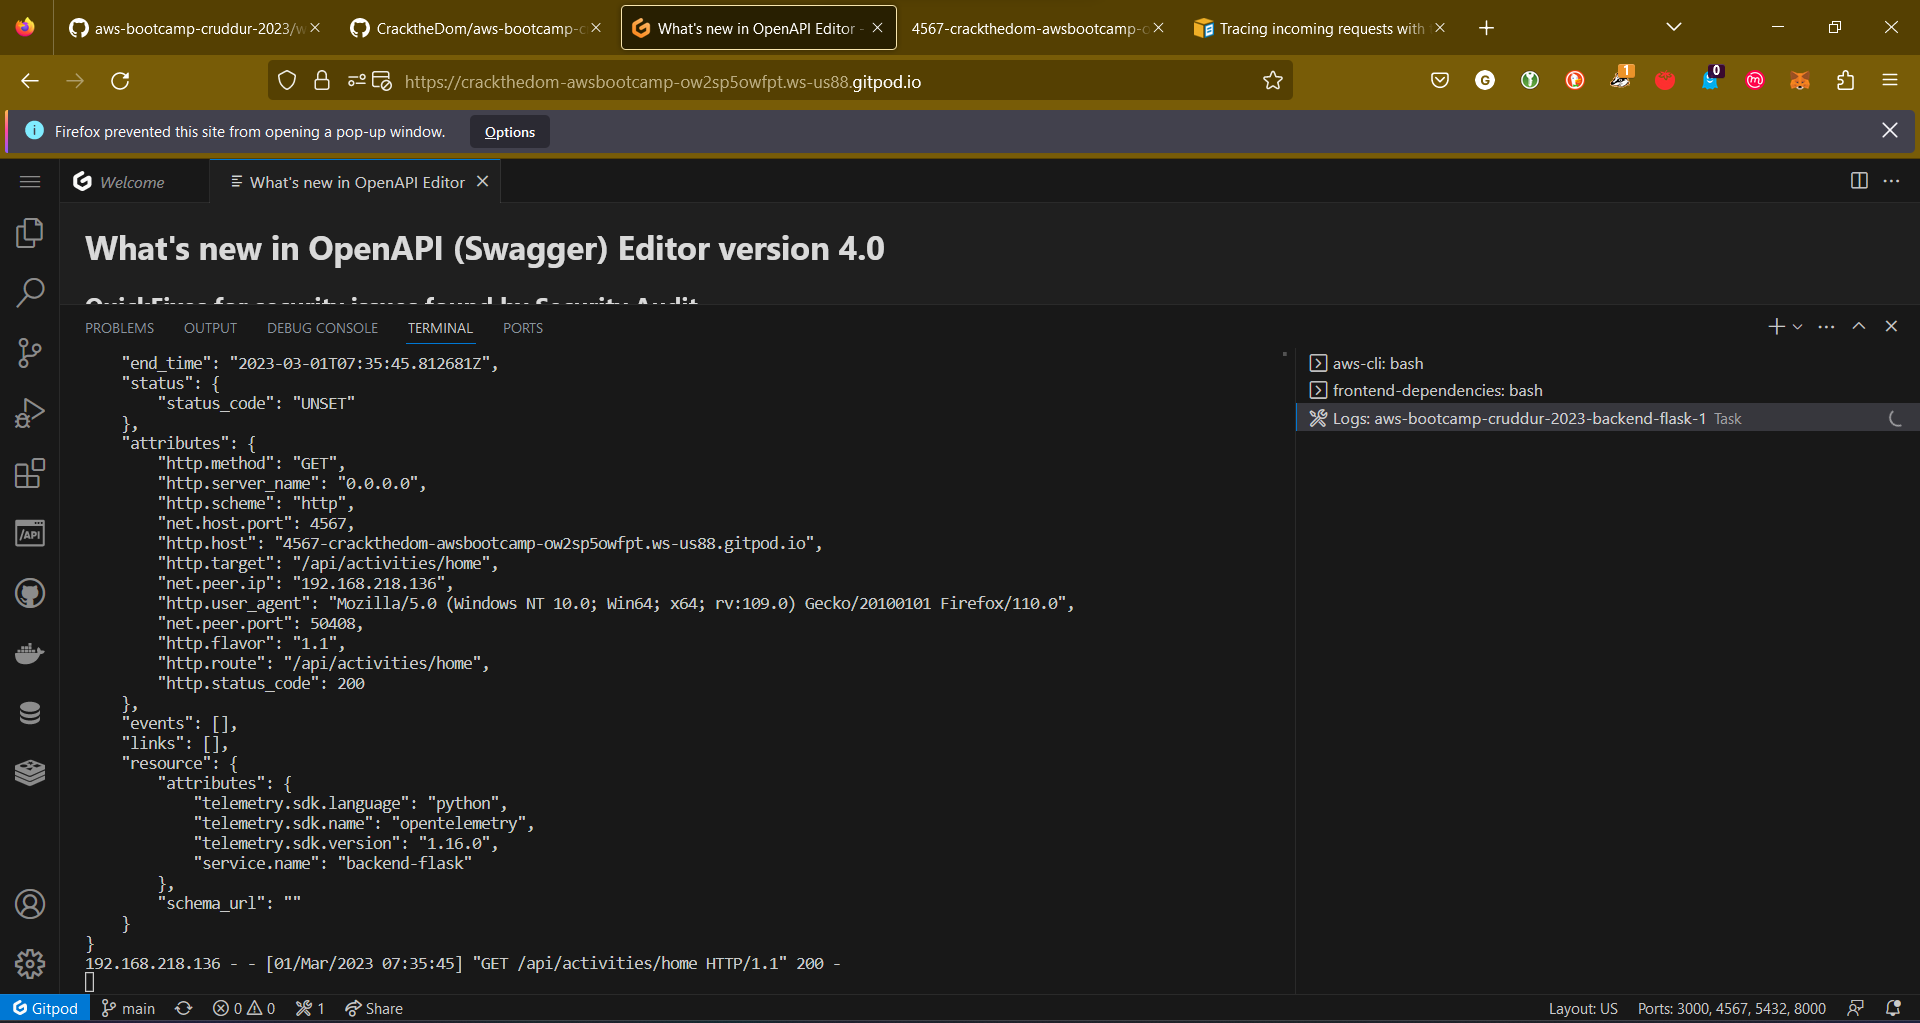 aws-bootcamp-cruddur-2023/w
CracktheDom/aws-bootcamp-c
What's new in OpenAPI Editor -
4567-crackthedom-awsbootcamp-o
Tracing incoming requests with
https://crackthedom-awsbootcamp-ow2sp5owfpt.ws-us88.gitpod.io
1
0
Firefox prevented this site from opening a pop-up window.
Options
Welcome
What's new in OpenAPI Editor
What's new in OpenAPI (Swagger) Editor version 4.0
QuickFixes for security issues found by Security Audit
PROBLEMS
OUTPUT
DEBUG CONSOLE
TERMINAL
PORTS
"end_time": "2023-03-01T07:35:45.812681Z",
"status": {
"status_code": "UNSET"
},
"attributes": {
"http.method": "GET",
"http.server_name": "0.0.0.0",
"http.scheme": "http",
"net.host.port": 4567,
"http.host": "4567-crackthedom-awsbootcamp-ow2sp5owfpt.ws-us88.gitpod.io",
"http.target": "/api/activities/home",
"net.peer.ip": "192.168.218.136",
"http.user_agent": "Mozilla/5.0 (Windows NT 10.0; Win64; x64; rv:109.0) Gecko/20100101 Firefox/110.0",
"net.peer.port": 50408,
"http.flavor": "1.1",
"http.route": "/api/activities/home",
"http.status_code": 200
},
"events": [],
"links": [],
"resource": {
"attributes": {
"telemetry.sdk.language": "python",
"telemetry.sdk.name": "opentelemetry",
"telemetry.sdk.version": "1.16.0",
"service.name": "backend-flask"
},
"schema_url": ""
}
}
192.168.218.136 - - [01/Mar/2023 07:35:45] "GET /api/activities/home HTTP/1.1" 200 -
aws-cli: bash
frontend-dependencies: bash
Logs: aws-bootcamp-cruddur-2023-backend-flask-1 Task
/API
Gitpod
main
0
0
1
Share
Layout: US
Ports: 3000, 4567, 5432, 8000